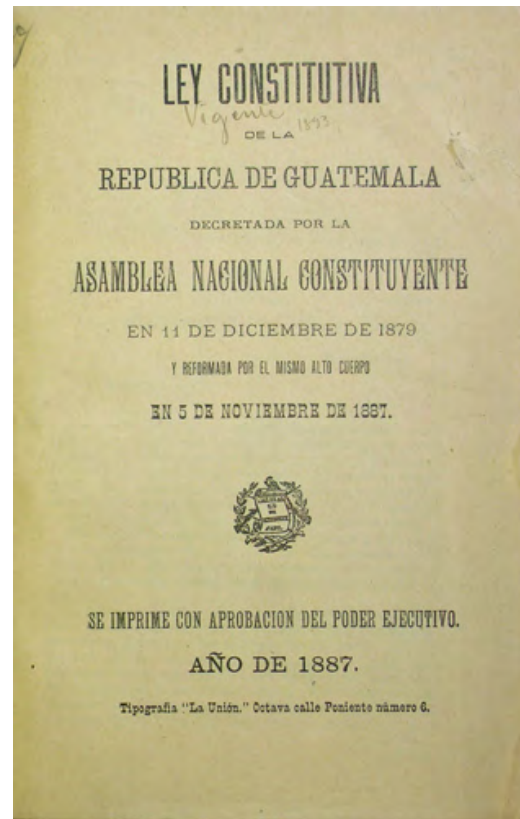 LEY CONSTITUTIVA
Vigente 1893
DE LA
REPUBLICA DE GUATEMALA
DECRETADA POR LA
ASAMBLEA NACIONAL CONSTITUYENTE
EN 11 DE DICIEMBRE DE 1879
Y REFORMADA POR EL MISMO ALTO CUERPO
EN 5 DE NOVIEMBRE DE 1887.
SE IMPRIME CON APROBACION DEL PODER EJECUTIVO.
AÑO DE 1887.
Tipografía "La Unión." Octava calle Poniente número 6.